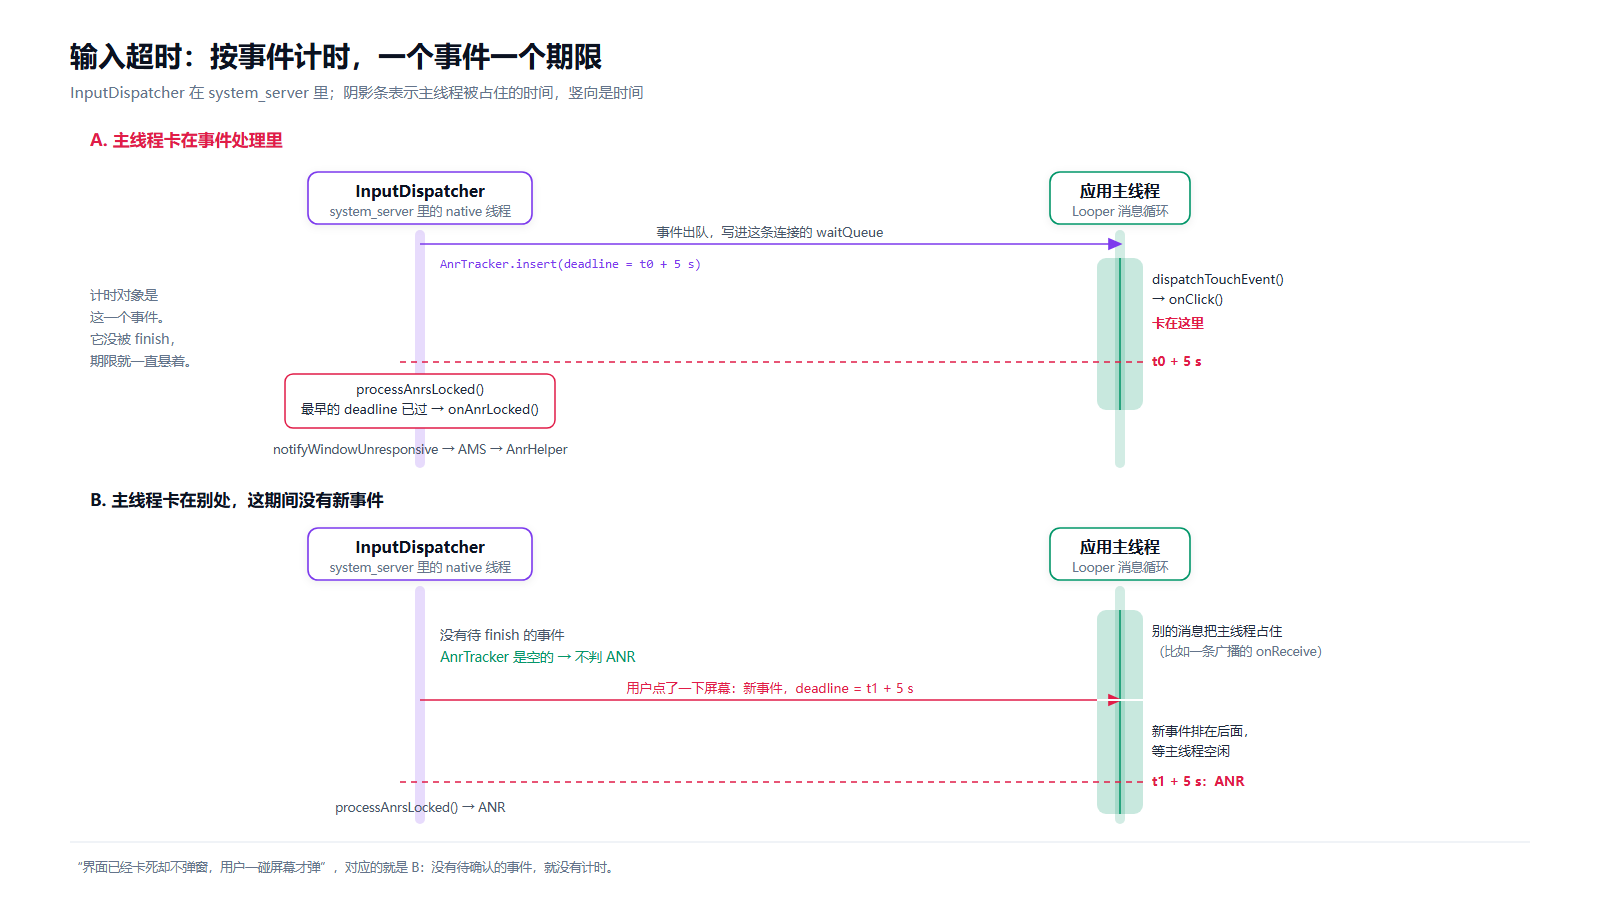 输入超时：按事件计时，一个事件一个期限
InputDispatcher 在 system_server 里；阴影条表示主线程被占住的时间，竖向是时间
A. 主线程卡在事件处理里
InputDispatcher
system_server 里的 native 线程
应用主线程
Looper 消息循环
事件出队，写进这条连接的 waitQueue
AnrTracker.insert(deadline = t0 + 5 s)
计时对象是
这一个事件。
它没被 finish，
期限就一直悬着。
dispatchTouchEvent()
→ onClick()
卡在这里
t0 + 5 s
processAnrsLocked()
最早的 deadline 已过 → onAnrLocked()
notifyWindowUnresponsive → AMS → AnrHelper
B. 主线程卡在别处，这期间没有新事件
InputDispatcher
system_server 里的 native 线程
应用主线程
Looper 消息循环
没有待 finish 的事件
AnrTracker 是空的 → 不判 ANR
别的消息把主线程占住
（比如一条广播的 onReceive）
用户点了一下屏幕：新事件，deadline = t1 + 5 s
新事件排在后面，
等主线程空闲
t1 + 5 s：ANR
processAnrsLocked() → ANR
“界面已经卡死却不弹窗，用户一碰屏幕才弹”，对应的就是 B：没有待确认的事件，就没有计时。